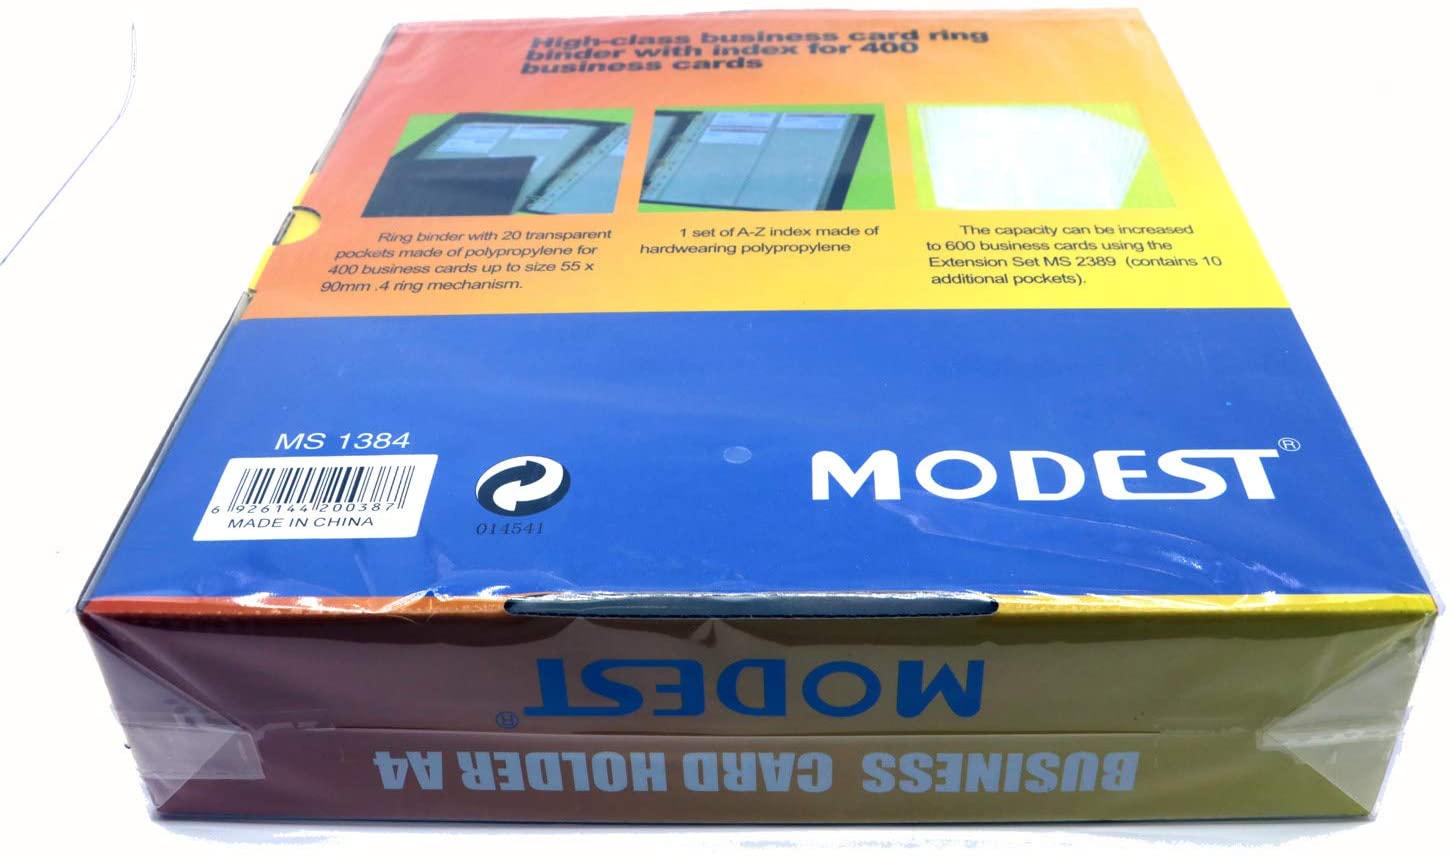 High-class business card ring
binder with index for 400
business cards
Ring binder with 20 transparent
pockets made of polypropylene for
400 business cards up to size 55 x
90mm .4 ring mechanism.
1 set of A-Z index made of
hardwearing polypropylene
The capacity can be increased
to 600 business cards using the
Extension Set MS 2389 (contains 10
additional pockets).
MS 1384
6 926144 200387
MADE IN CHINA
014541
MODEST®
MODEST®
BUSINESS CARD HOLDER A4